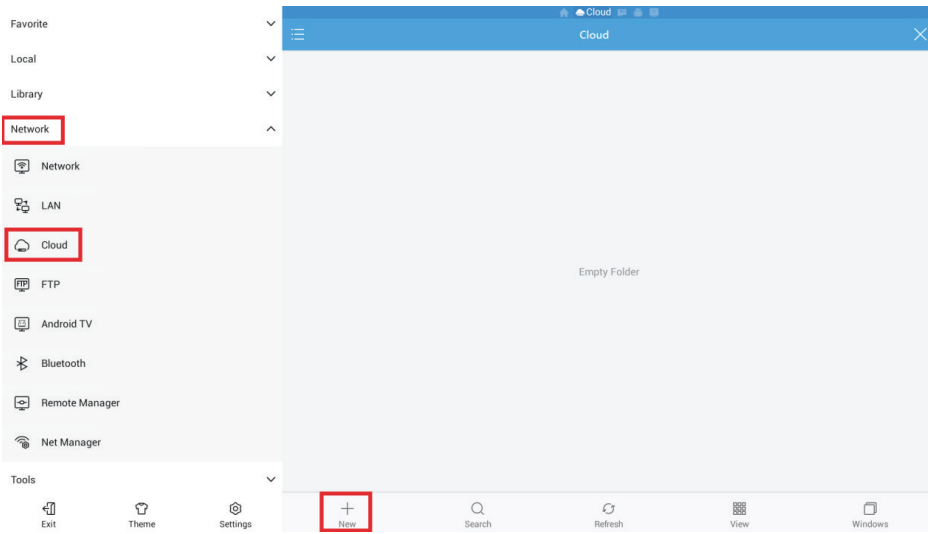 Favorite
Local
Library
Network
Network
LAN
Cloud
FTP
FTP
Android TV
Bluetooth
Remote Manager
Net Manager
Tools
Exit
Theme
Settings
Cloud
Cloud
Empty Folder
New
Search
Refresh
View
Windows